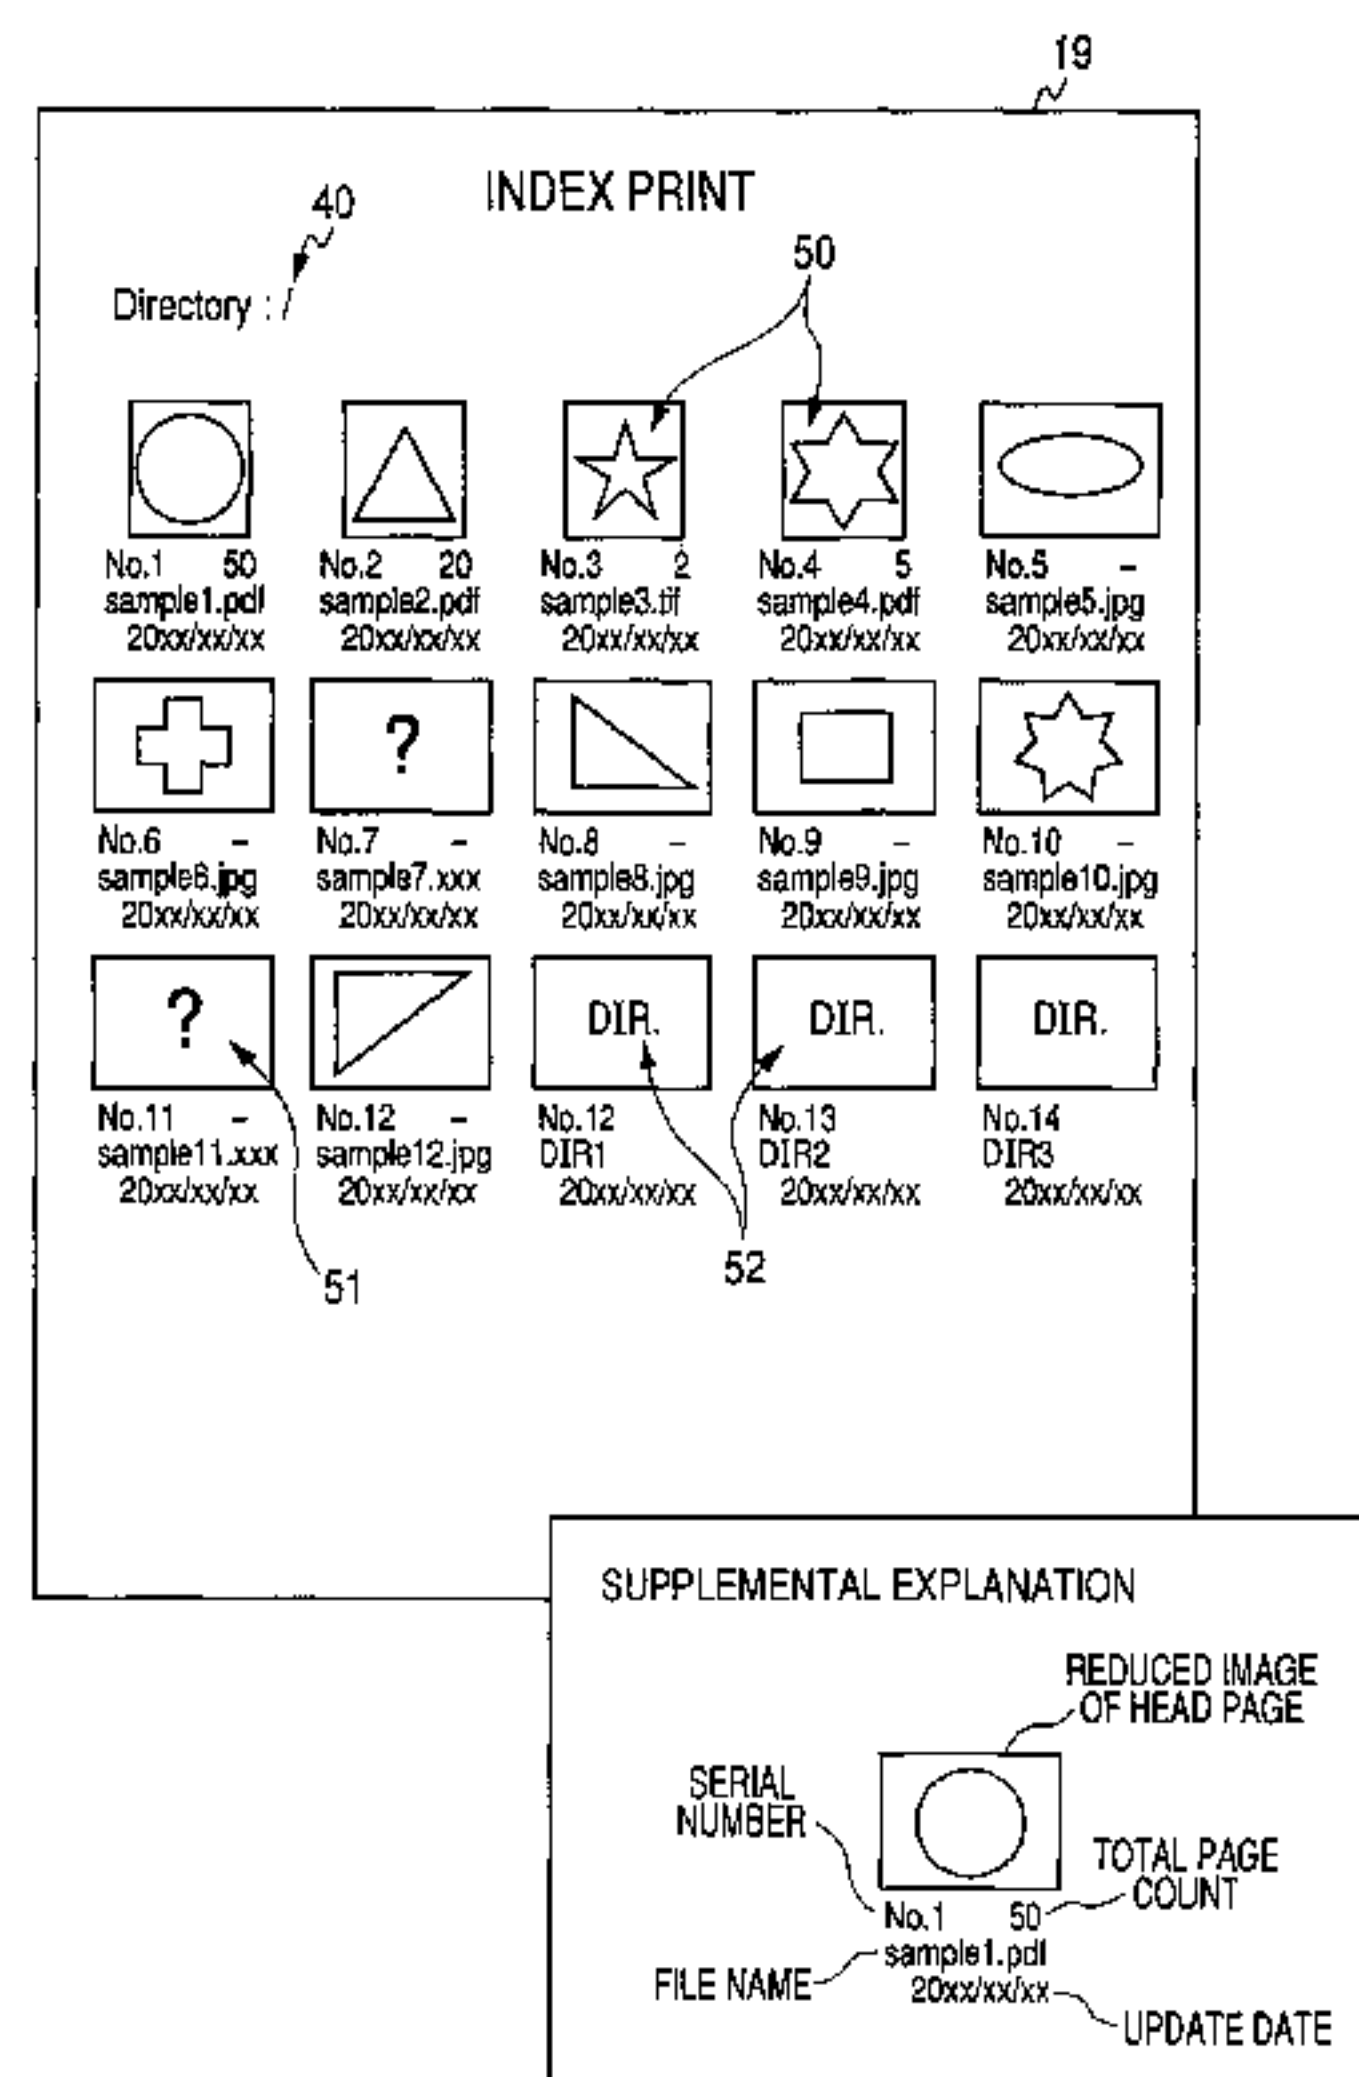 19
INDEX PRINT
40
50
Directory : /
No.1 50 No.2 20 No.3 2 No.4 5 No.5 –
sample1.pdf sample2.pdf sample3.tif sample4.pdf sample5.jpg
20xx/xx/xx 20xx/xx/xx 20xx/xx/xx 20xx/xx/xx 20xx/xx/xx
?
No.6 – No.7 – No.8 – No.9 – No.10 –
sample6.jpg sample7.xxx sample8.jpg sample9.jpg sample10.jpg
20xx/xx/xx 20xx/xx/xx 20xx/xx/xx 20xx/xx/xx 20xx/xx/xx
? DIR. DIR. DIR.
No.11 – No.12 – No.12 No.13 No.14
sample11.xxx sample12.jpg DIR1 DIR2 DIR3
20xx/xx/xx 20xx/xx/xx 20xx/xx/xx 20xx/xx/xx 20xx/xx/xx
51
52
SUPPLEMENTAL EXPLANATION
REDUCED IMAGE
OF HEAD PAGE
SERIAL
NUMBER
TOTAL PAGE
COUNT
No.1 50
sample1.pdf
FILE NAME
20xx/xx/xx
UPDATE DATE